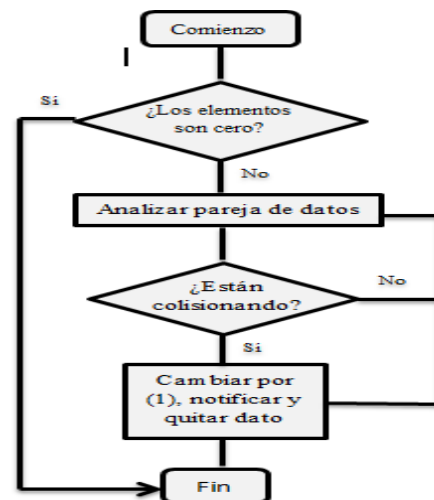 Comienzo
Si
¿Los elementos
son cero?
No
Analizar pareja de datos
¿Están
colisionando?
No
Si
Cambiar por
(1), notificar y
quitar dato
Fin